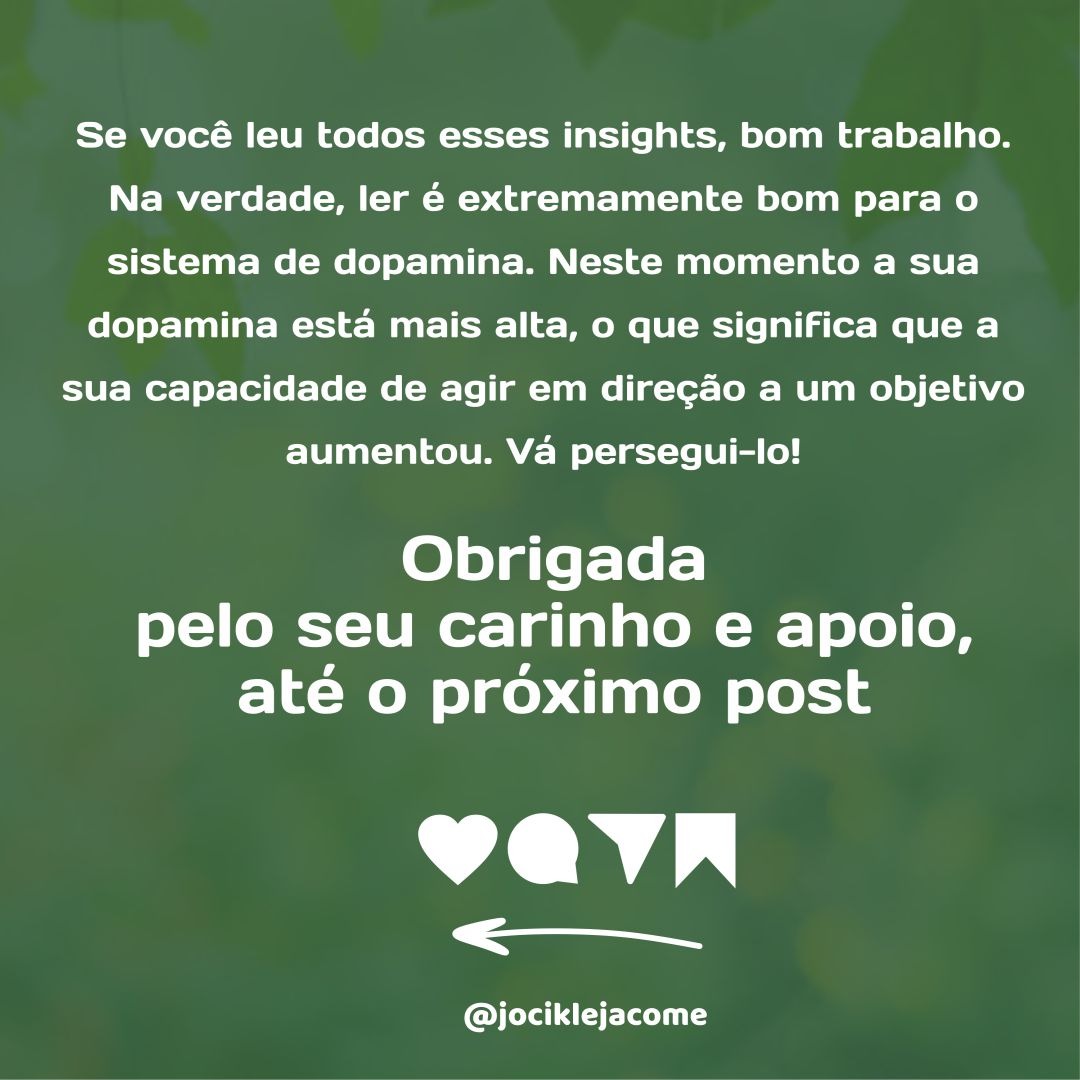 Se você leu todos esses insights, bom trabalho.
Na verdade, ler é extremamente bom para o
sistema de dopamina. Neste momento a sua
dopamina está mais alta, o que significa que a
sua capacidade de agir em direção a um objetivo
aumentou. Vá persegui-lo!
Obrigada
pelo seu carinho e apoio,
até o próximo post
@jociklejacome